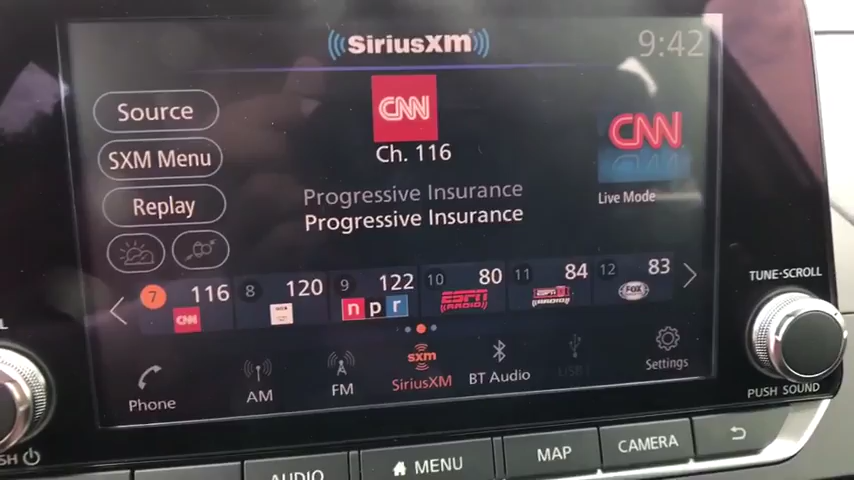 SiriusXM
9:42
Source
SXM Menu
Replay
CNN
Ch. 116
CNN
Live Mode
Progressive Insurance
Progressive Insurance
7 116 CNN
8 120
9 122 npr
10 80 ESPN RADIO
11 84 ESPN RADIO
12 83 FOX
Phone
AM
FM
sxm
SiriusXM
BT Audio
USB
Settings
TUNE·SCROLL
PUSH SOUND
AUDIO
MENU
MAP
CAMERA